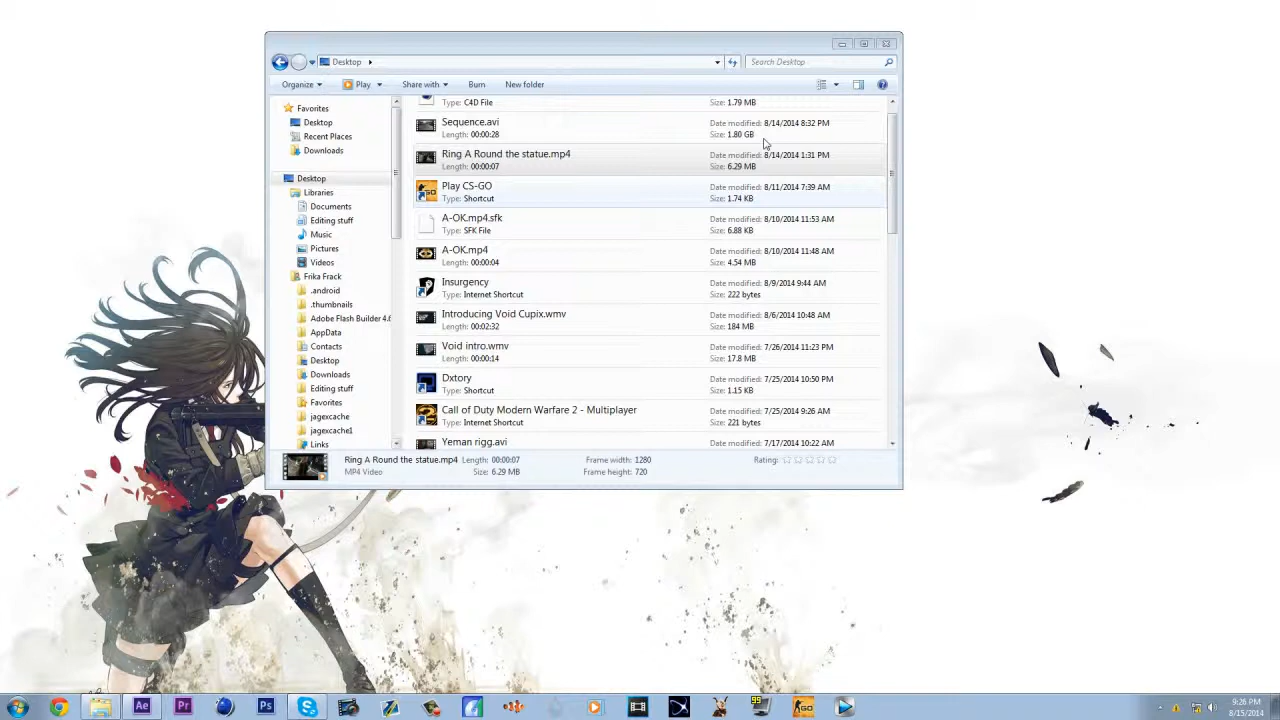 Desktop
Search Desktop
Organize Play Share with Burn New folder
Favorites
Desktop
Recent Places
Downloads
Desktop
Libraries
Documents
Editing stuff
Music
Pictures
Videos
Frika Frack
.android
.thumbnails
Adobe Flash Builder 4.6
AppData
Contacts
Desktop
Downloads
Editing stuff
Favorites
jagexcache
jagexcache1
Links
Type: C4D File Size: 1.79 MB
Sequence.avi Date modified: 8/14/2014 8:32 PM
Length: 00:00:28 Size: 1.80 GB
Ring A Round the statue.mp4 Date modified: 8/14/2014 1:31 PM
Length: 00:00:07 Size: 6.29 MB
Play CS-GO Date modified: 8/11/2014 7:39 AM
Type: Shortcut Size: 1.74 KB
A-OK.mp4.sfk Date modified: 8/10/2014 11:53 AM
Type: SFK File Size: 6.88 KB
A-OK.mp4 Date modified: 8/10/2014 11:48 AM
Length: 00:00:04 Size: 4.54 MB
Insurgency Date modified: 8/9/2014 9:44 AM
Type: Internet Shortcut Size: 222 bytes
Introducing Void Cupix.wmv Date modified: 8/6/2014 10:48 AM
Length: 00:02:32 Size: 184 MB
Void intro.wmv Date modified: 7/26/2014 11:23 PM
Length: 00:00:14 Size: 17.8 MB
Dxtory Date modified: 7/25/2014 10:50 PM
Type: Shortcut Size: 1.15 KB
Call of Duty Modern Warfare 2 - Multiplayer Date modified: 7/25/2014 9:26 AM
Type: Internet Shortcut Size: 221 bytes
Yeman rigg.avi Date modified: 7/17/2014 10:22 AM
Ring A Round the statue.mp4 Length: 00:00:07 Frame width: 1280 Rating:
MP4 Video Size: 6.29 MB Frame height: 720
Ae Pr Ps 99 GO
9:26 PM
8/15/2014